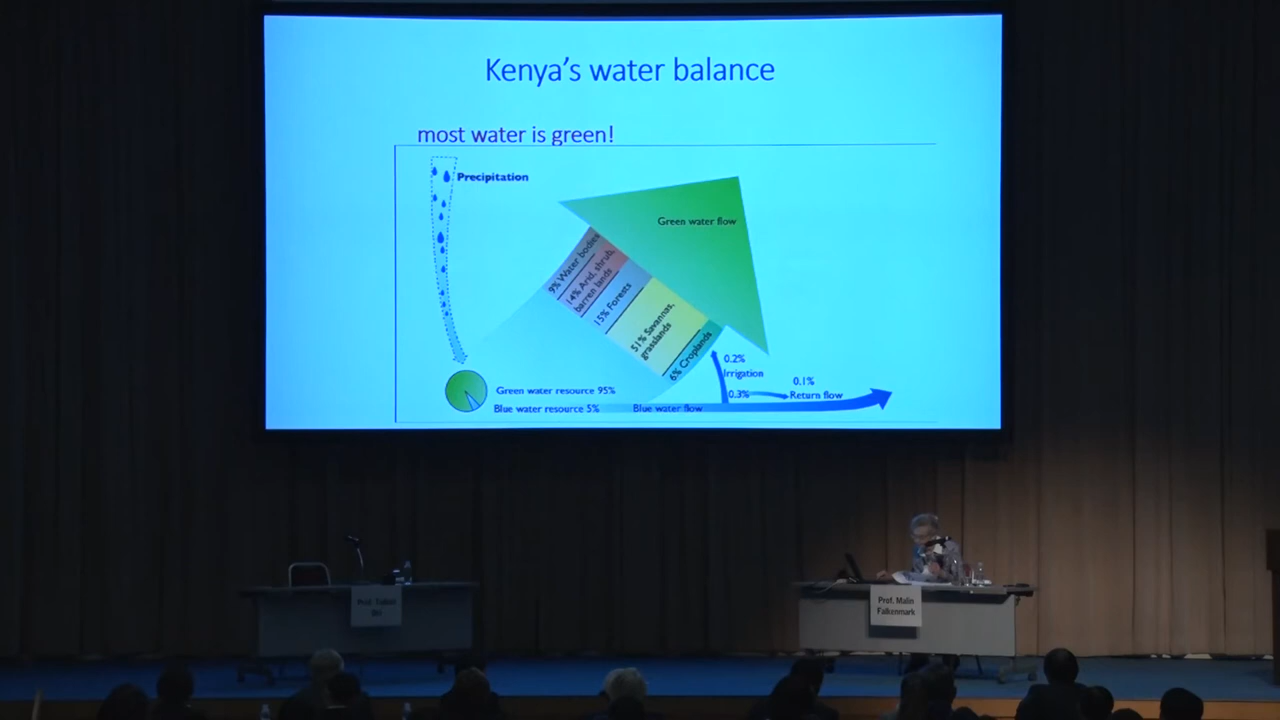 Kenya's water balance
most water is green!
Precipitation
Green water flow
9% Water bodies
14% Arid, shrub,
barren lands
15% Forests
51% Savannas,
grasslands
6% Croplands
0.2%
Irrigation
0.3%
0.1%
Return flow
Green water resource 95%
Blue water resource 5%
Blue water flow
Prof.
Prof. Malin
Falkenmark